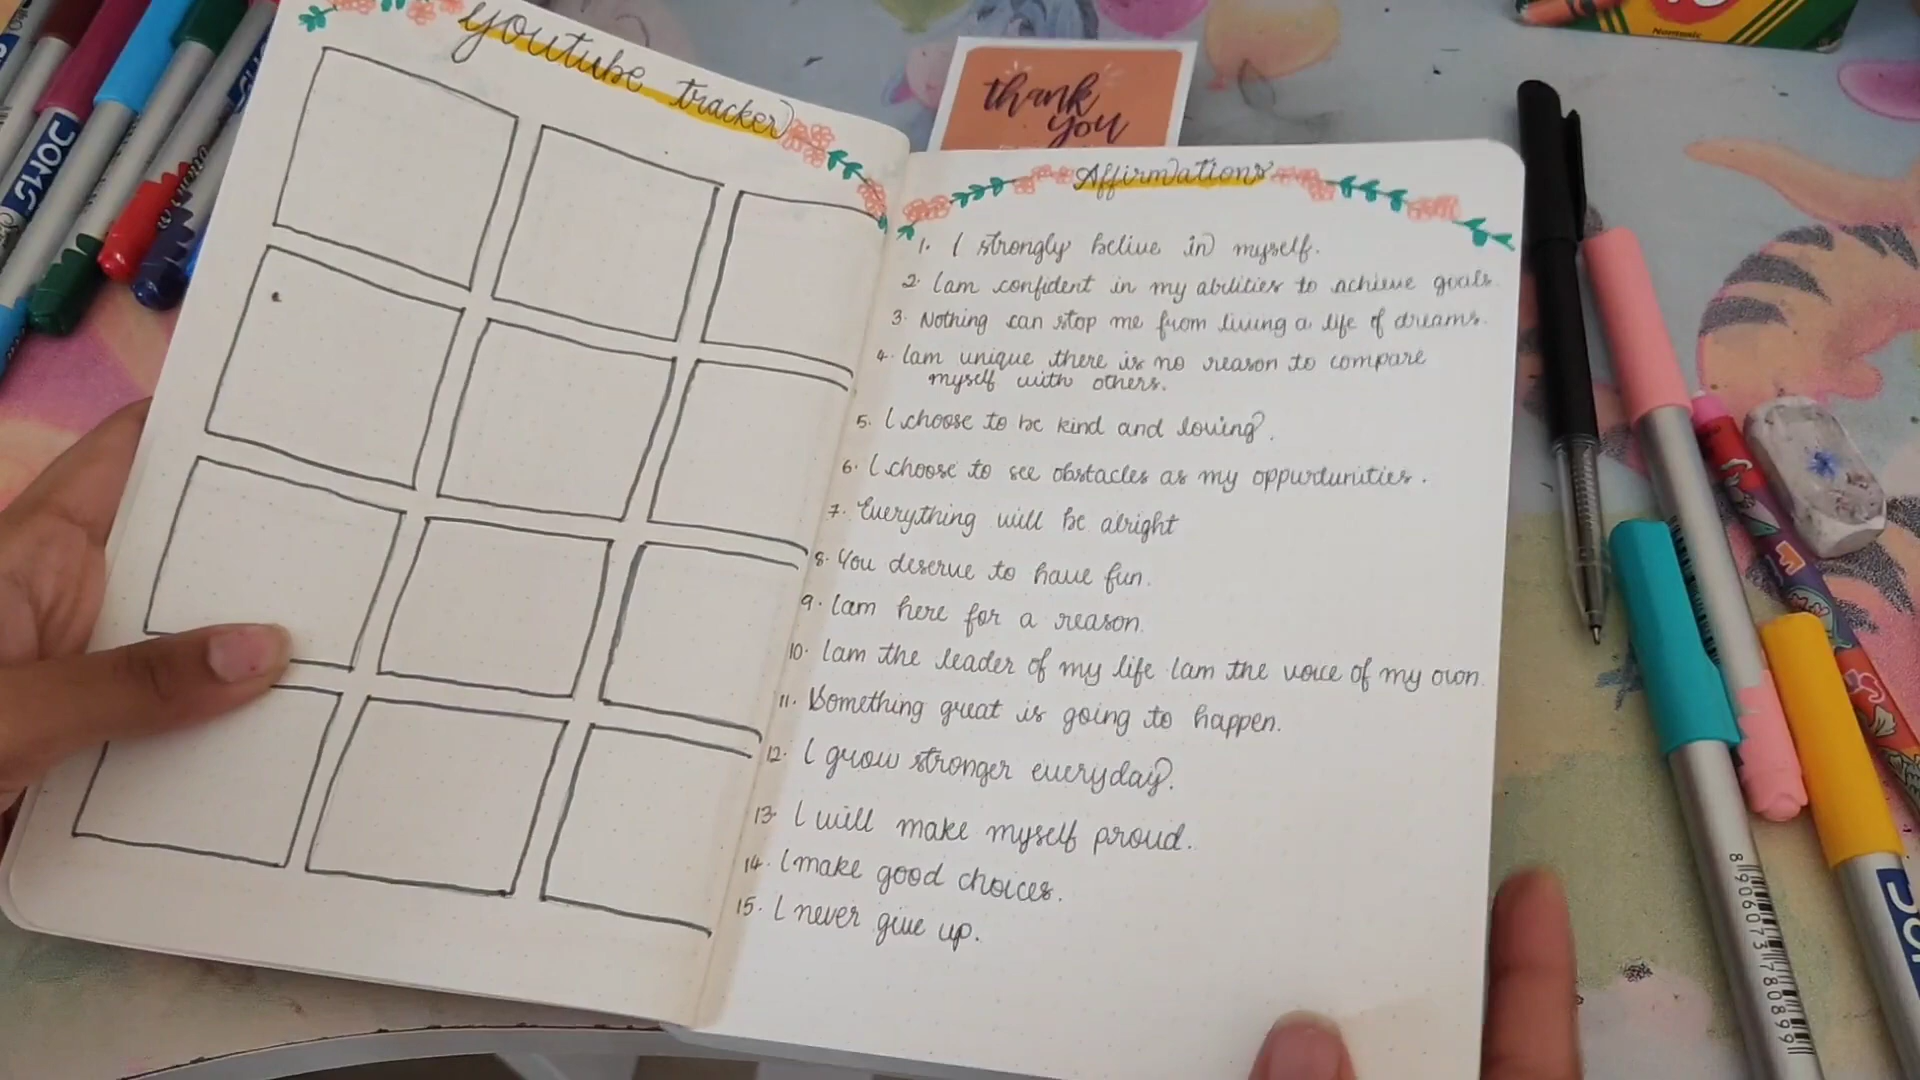 youtube tracker
thank
you
Affirmations
1. I strongly belive in myself.
2. I am confident in my abilities to achieve goals.
3. Nothing can stop me from living a life of dreams.
4. I am unique there is no reason to compare
myself with others.
5. I choose to be kind and loving.
6. I choose to see obstacles as my oppurtunities.
7. Everything will be alright
8. You deserve to have fun.
9. I am here for a reason.
10. I am the leader of my life I am the voice of my own.
11. Something great is going to happen.
12. I grow stronger everyday.
13. I will make myself proud.
14. I make good choices.
15. I never give up.
DOMS
Nontoxic
8 906073 780899